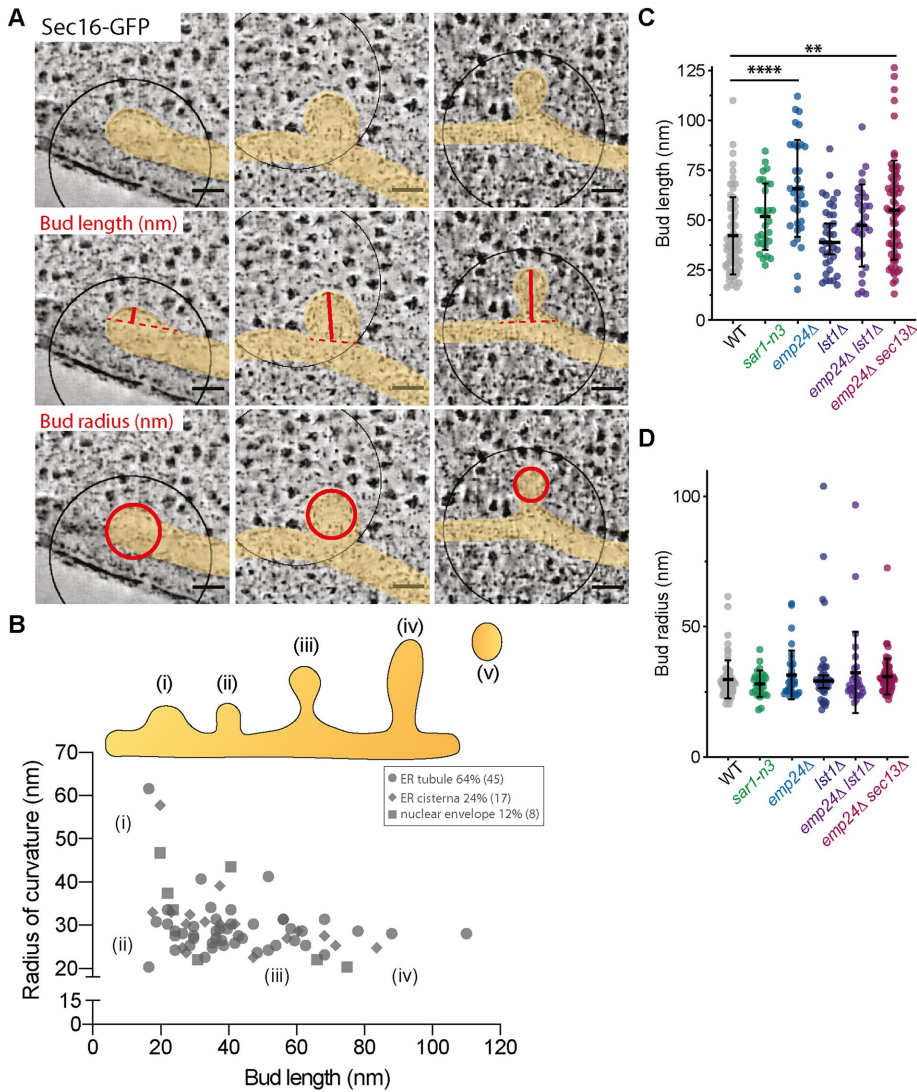 A
Sec16-GFP
Bud length (nm)
Bud radius (nm)
B
(i)
(ii)
(iii)
(iv)
(v)
Radius of curvature (nm)
70
60
50
40
30
20
15
0
ER tubule 64% (45)
ER cisterna 24% (17)
nuclear envelope 12% (8)
(i)
(ii)
(iii)
(iv)
0 20 40 60 80 100 120
Bud length (nm)
C
**
****
Bud length (nm)
125
100
75
50
25
0
WT
sar1-n3
emp24Δ
lst1Δ
emp24Δ lst1Δ
emp24Δ sec13Δ
D
Bud radius (nm)
100
50
0
WT
sar1-n3
emp24Δ
lst1Δ
emp24Δ lst1Δ
emp24Δ sec13Δ